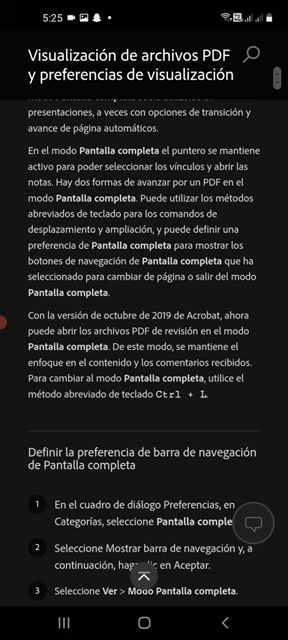 5:25
Visualización de archivos PDF
y preferencias de visualización
presentaciones, a veces con opciones de transición y
avance de página automáticos.
En el modo Pantalla completa el puntero se mantiene
activo para poder seleccionar los vínculos y abrir las
notas. Hay dos formas de avanzar por un PDF en el
modo Pantalla completa. Puede utilizar los métodos
abreviados de teclado para los comandos de
desplazamiento y ampliación, y puede definir una
preferencia de Pantalla completa para mostrar los
botones de navegación de Pantalla completa que ha
seleccionado para cambiar de página o salir del modo
Pantalla completa.
Con la versión de octubre de 2019 de Acrobat, ahora
puede abrir los archivos PDF de revisión en el modo
Pantalla completa. De este modo, se mantiene el
enfoque en el contenido y los comentarios recibidos.
Para cambiar al modo Pantalla completa, utilice el
método abreviado de teclado Ctrl + L.
Definir la preferencia de barra de navegación
de Pantalla completa
1 En el cuadro de diálogo Preferencias, en
Categorías, seleccione Pantalla comple
2 Seleccione Mostrar barra de navegación y, a
continuación, haga clic en Aceptar.
3 Seleccione Ver > Modo Pantalla completa.